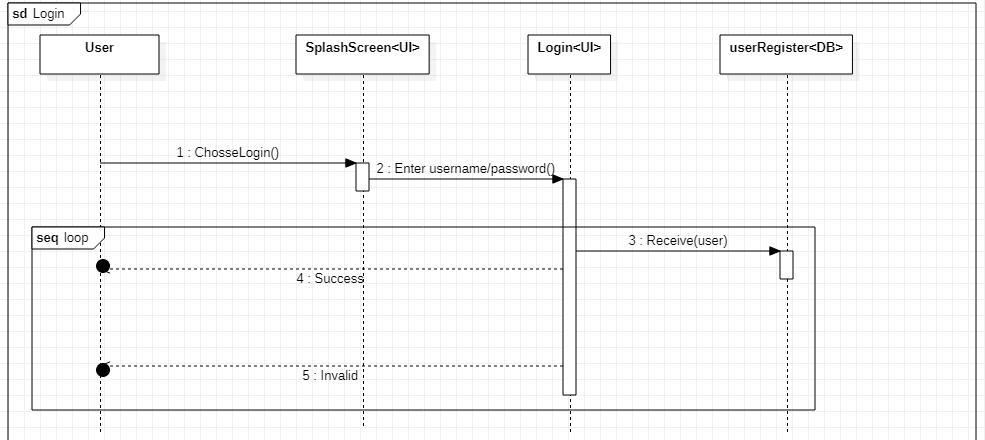 sd Login
User
SplashScreen<UI>
Login<UI>
userRegister<DB>
1 : ChosseLogin()
2 : Enter username/password()
seq loop
3 : Receive(user)
4 : Success
5 : Invalid